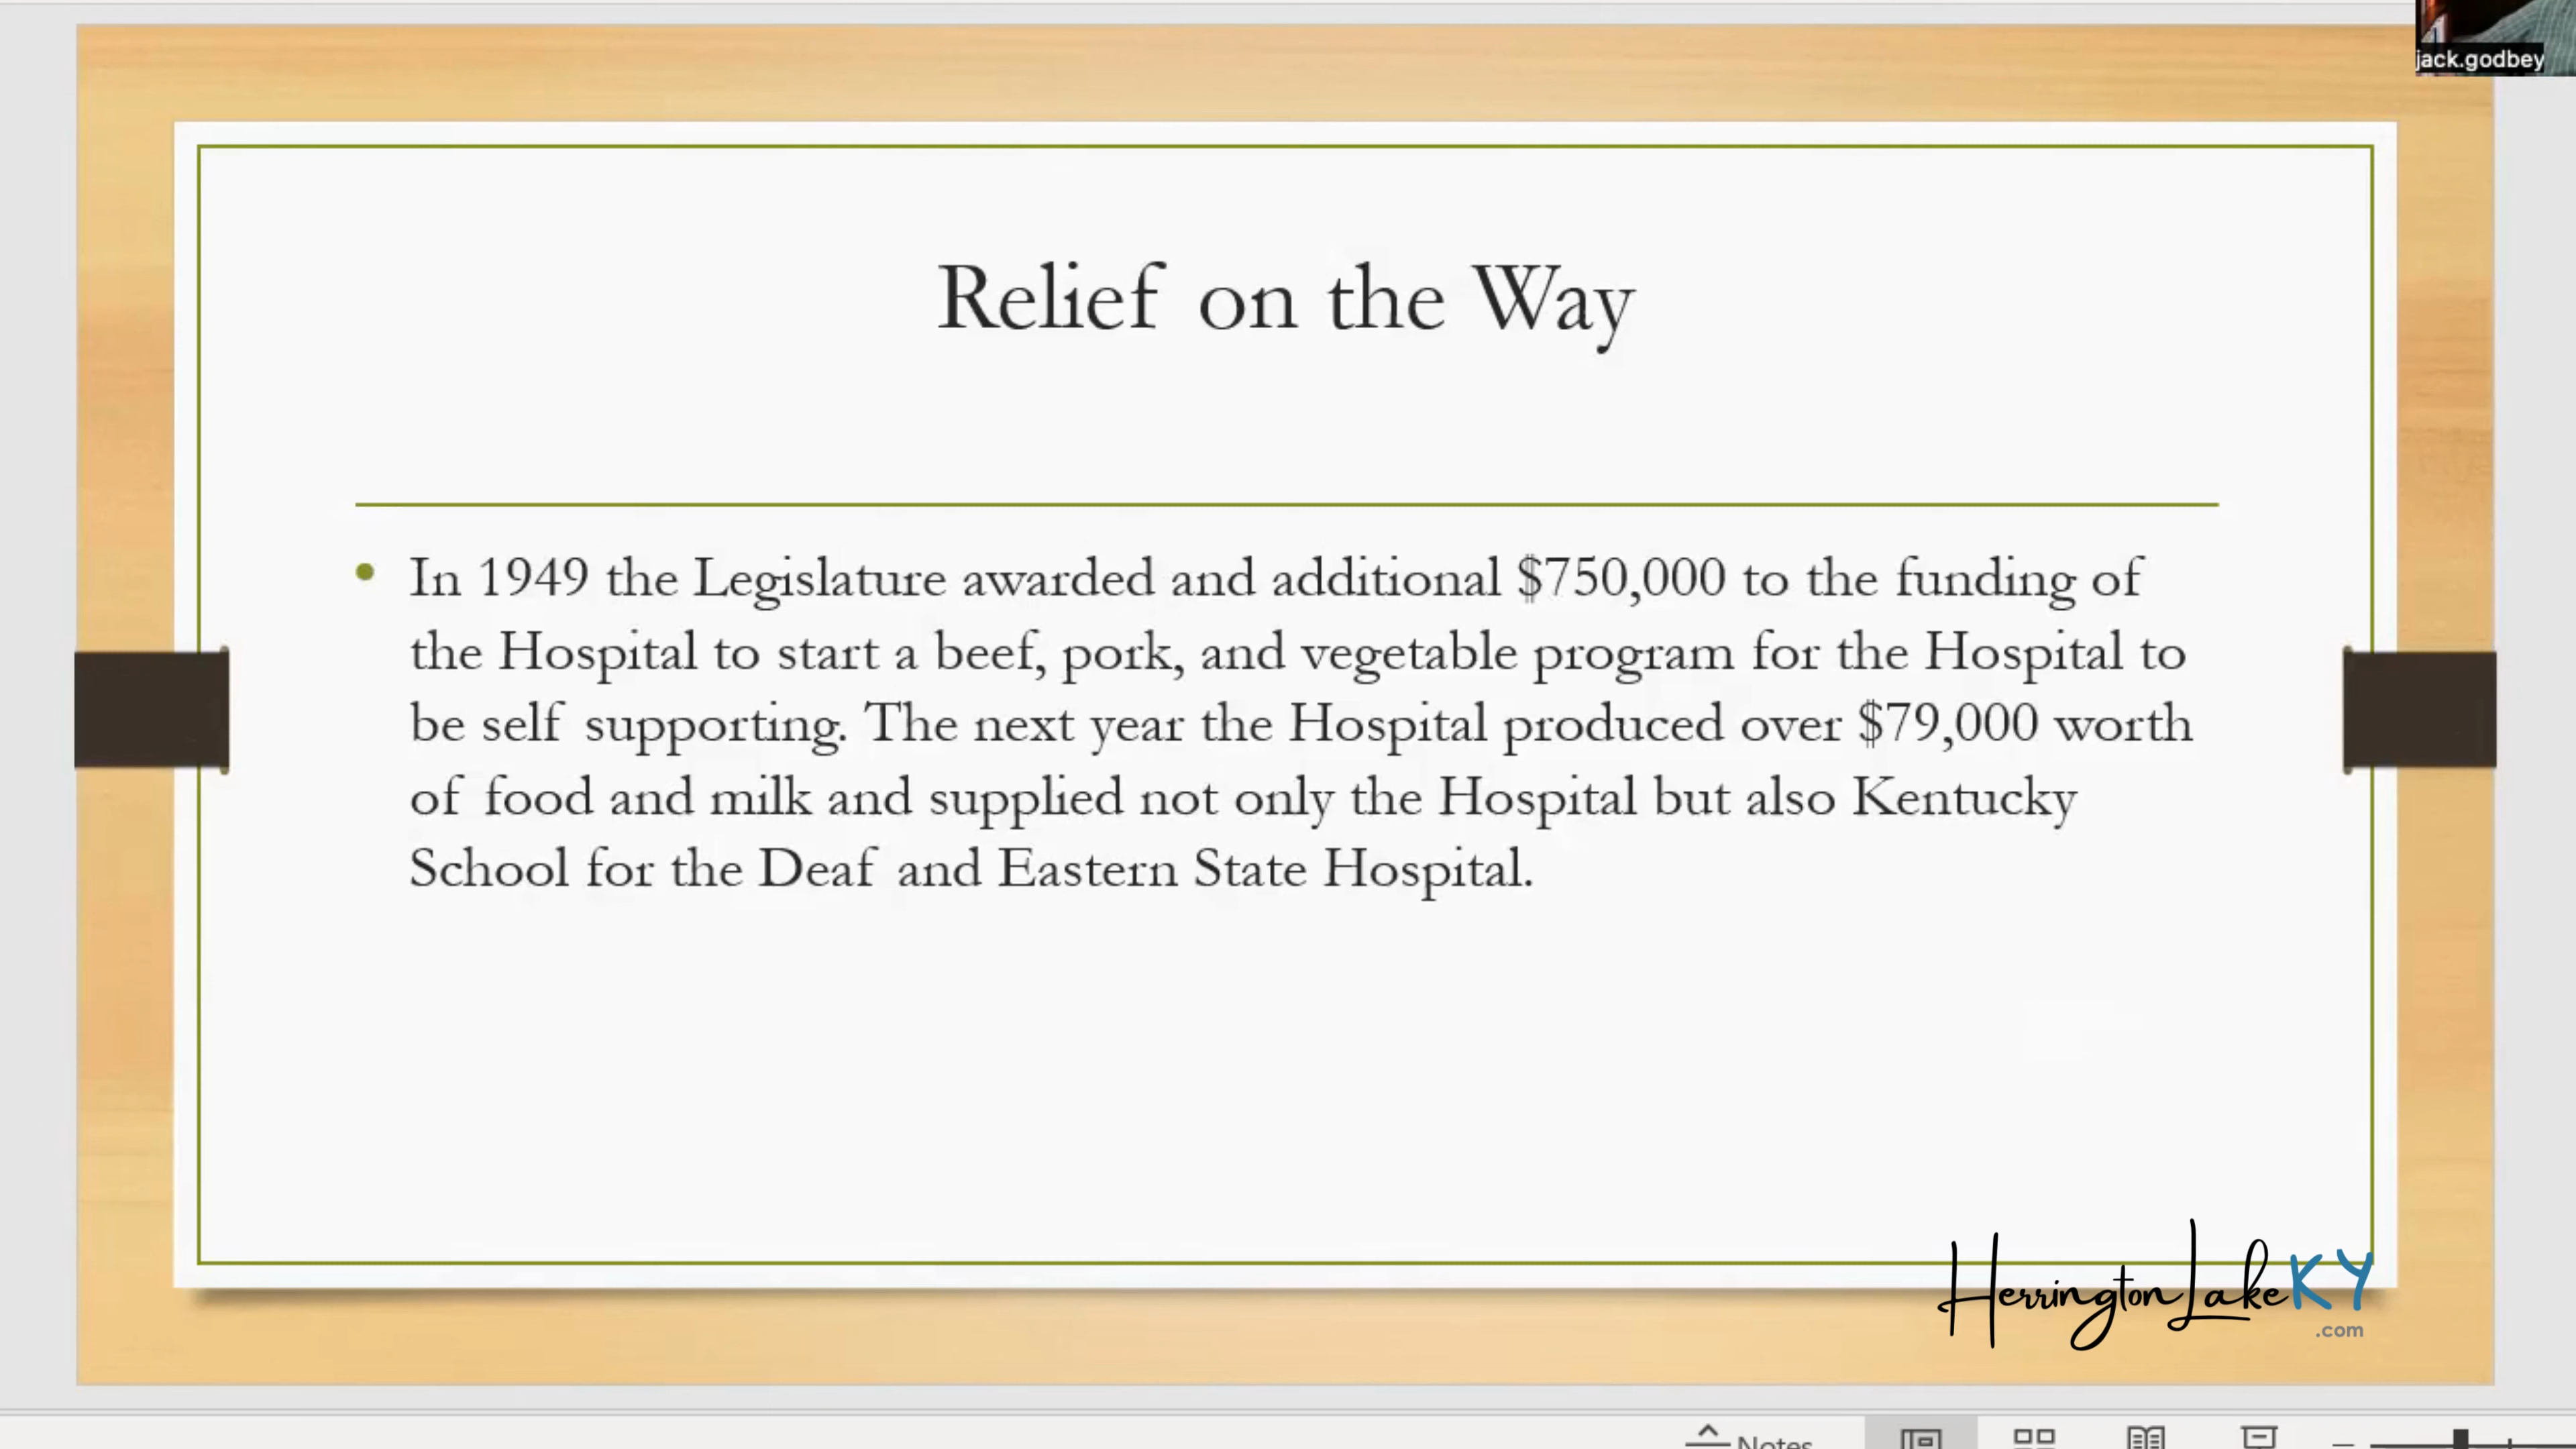 jack.godbey
Relief on the Way
• In 1949 the Legislature awarded and additional $750,000 to the funding of
the Hospital to start a beef, pork, and vegetable program for the Hospital to
be self supporting. The next year the Hospital produced over $79,000 worth
of food and milk and supplied not only the Hospital but also Kentucky
School for the Deaf and Eastern State Hospital.
HerringtonLakeKY
.com
Notes